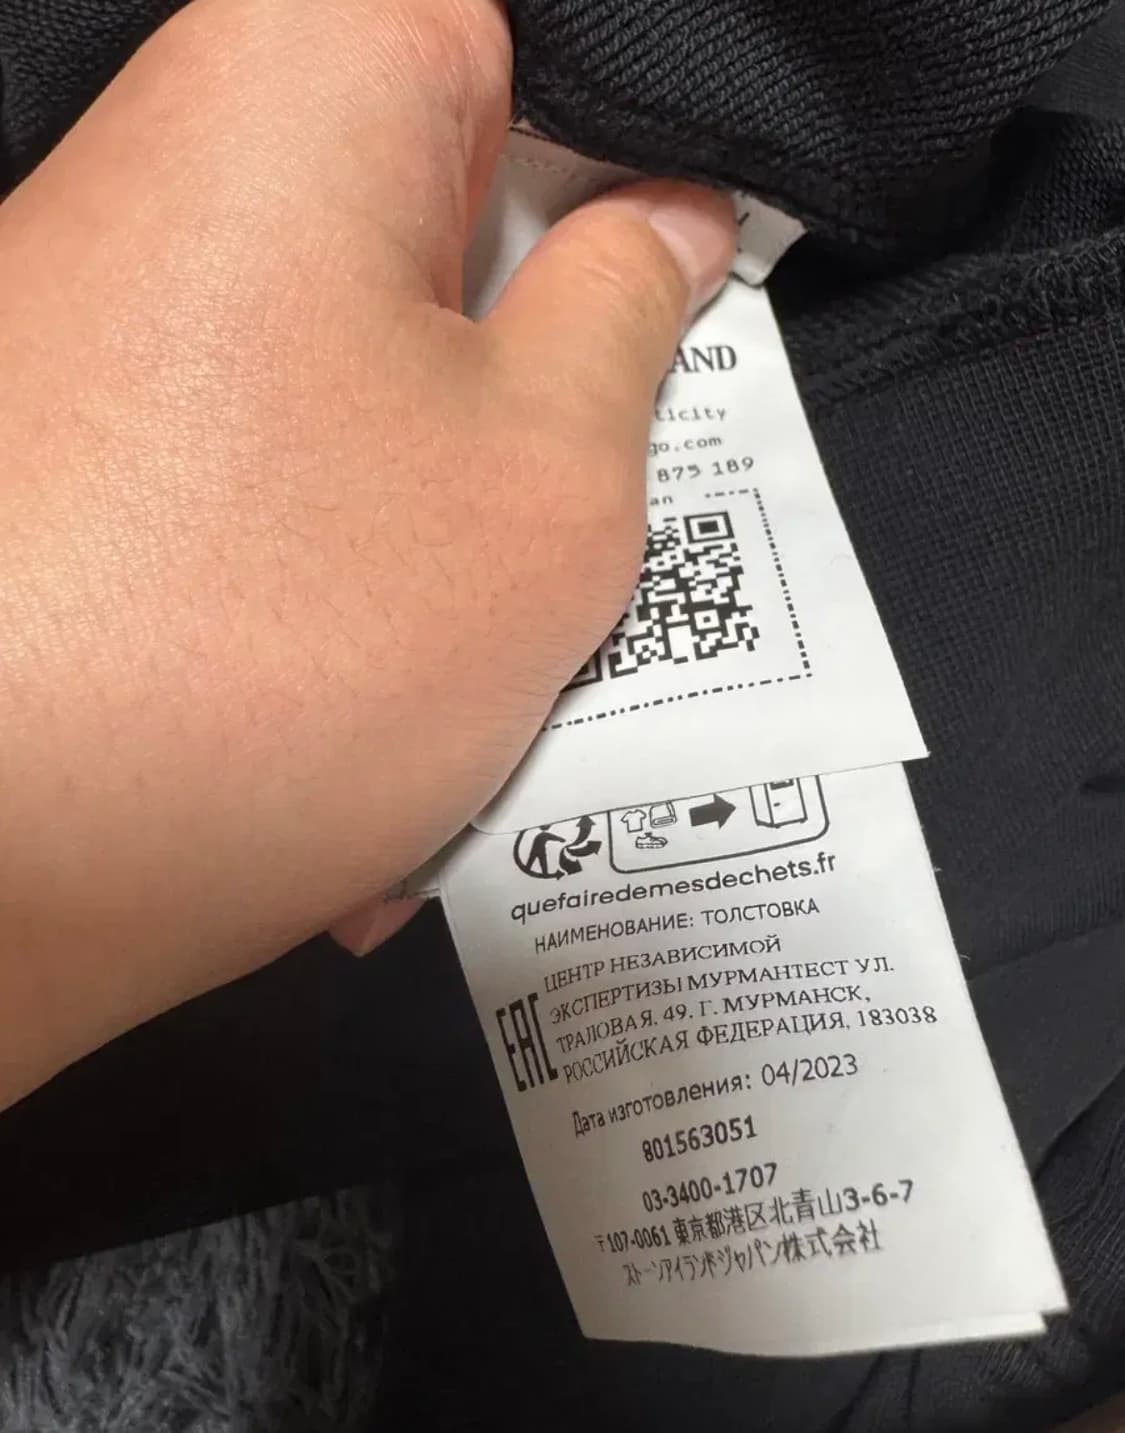 AND
ticity
go.com
875 189
an
quefairedemesdechets.fr
НАИМЕНОВАНИЕ: ТОЛСТОВКА
ЦЕНТР НЕЗАВИСИМОЙ
ЭКСПЕРТИЗЫ МУРМАНТЕСТ УЛ.
ТРАЛОВАЯ, 49. Г. МУРМАНСК,
РОССИЙСКАЯ ФЕДЕРАЦИЯ, 183038
EAC
Дата изготовления: 04/2023
801563051
03-3400-1707
〒107-0061 東京都港区北青山3-6-7
ストーンアイランドジャパン株式会社